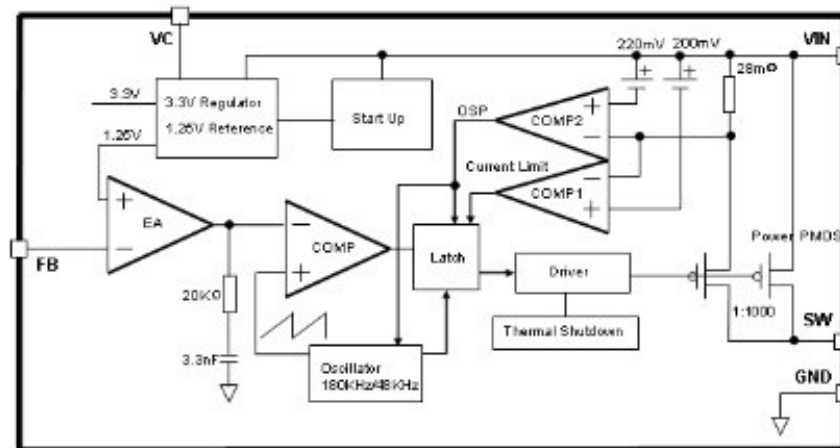 VC
VIN
220mV
200mV
28mΩ
3.3V
3.3V Regulator
1.25V Reference
Start Up
OSP
COMP2
1.25V
Current Limit
COMP1
EA
COMP
Latch
Driver
Power PMOS
FB
20KΩ
Thermal Shutdown
1:1000
SW
3.3nF
Oscillator
180KHz/48KHz
GND
+
−
−
+
+
−
−
+
+
+